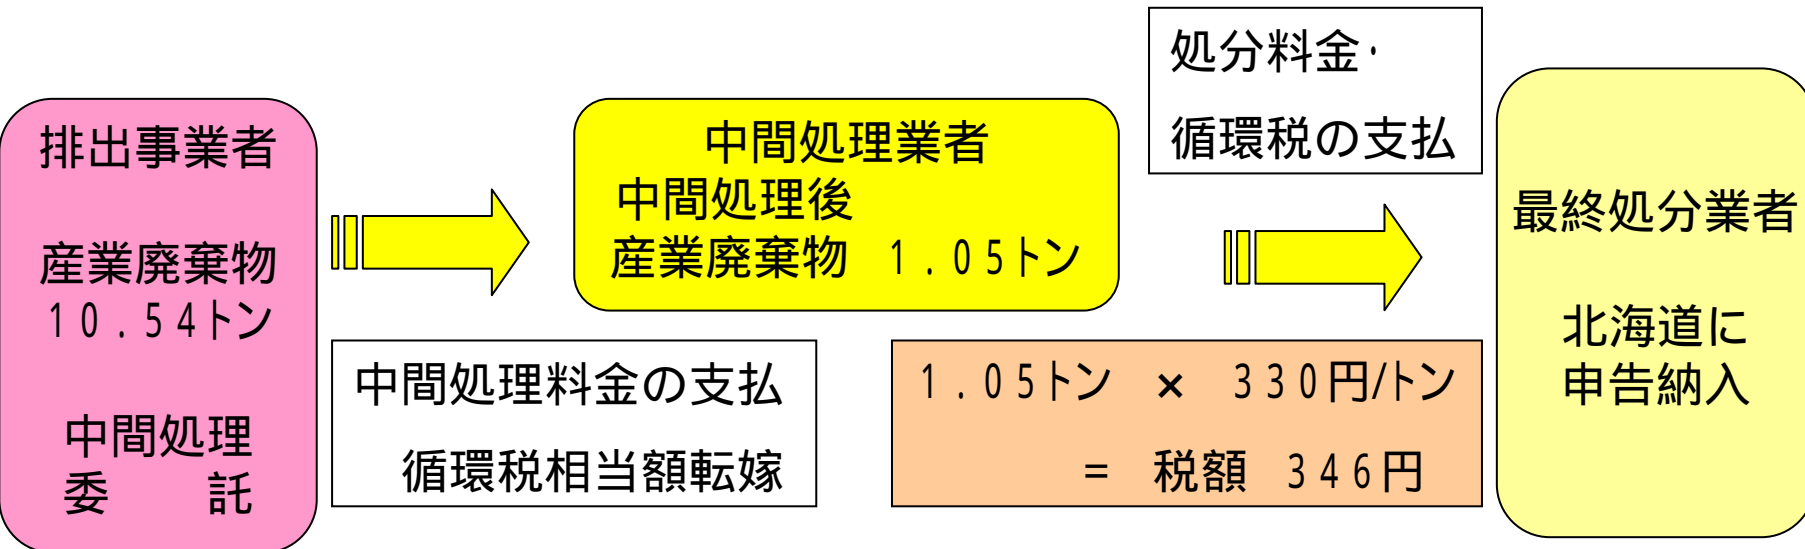 排出事業者
産業廃棄物
１０．５４トン
中間処理
委　　託
中間処理料金の支払
循環税相当額転嫁
中間処理業者
中間処理後
産業廃棄物　１．０５トン
処分料金・
循環税の支払
１．０５トン　×　３３０円/トン
＝　税額　３４６円
最終処分業者
北海道に
申告納入